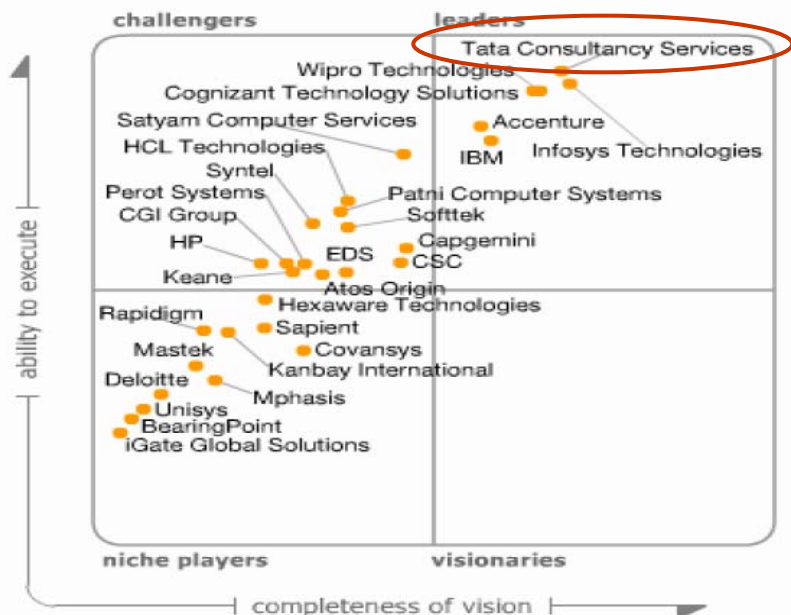 challengers
leaders
Tata Consultancy Services
Wipro Technologies
Cognizant Technology Solutions
Satyam Computer Services
Accenture
HCL Technologies
IBM
Infosys Technologies
Syntel
Perot Systems
Patni Computer Systems
CGI Group
Softtek
HP
EDS
Capgemini
Keane
CSC
Atos Origin
Hexaware Technologies
Rapidigm
Sapient
Mastek
Covansys
Kanbay International
Deloitte
Mphasis
Unisys
BearingPoint
iGate Global Solutions
niche players
visionaries
ability to execute
completeness of vision